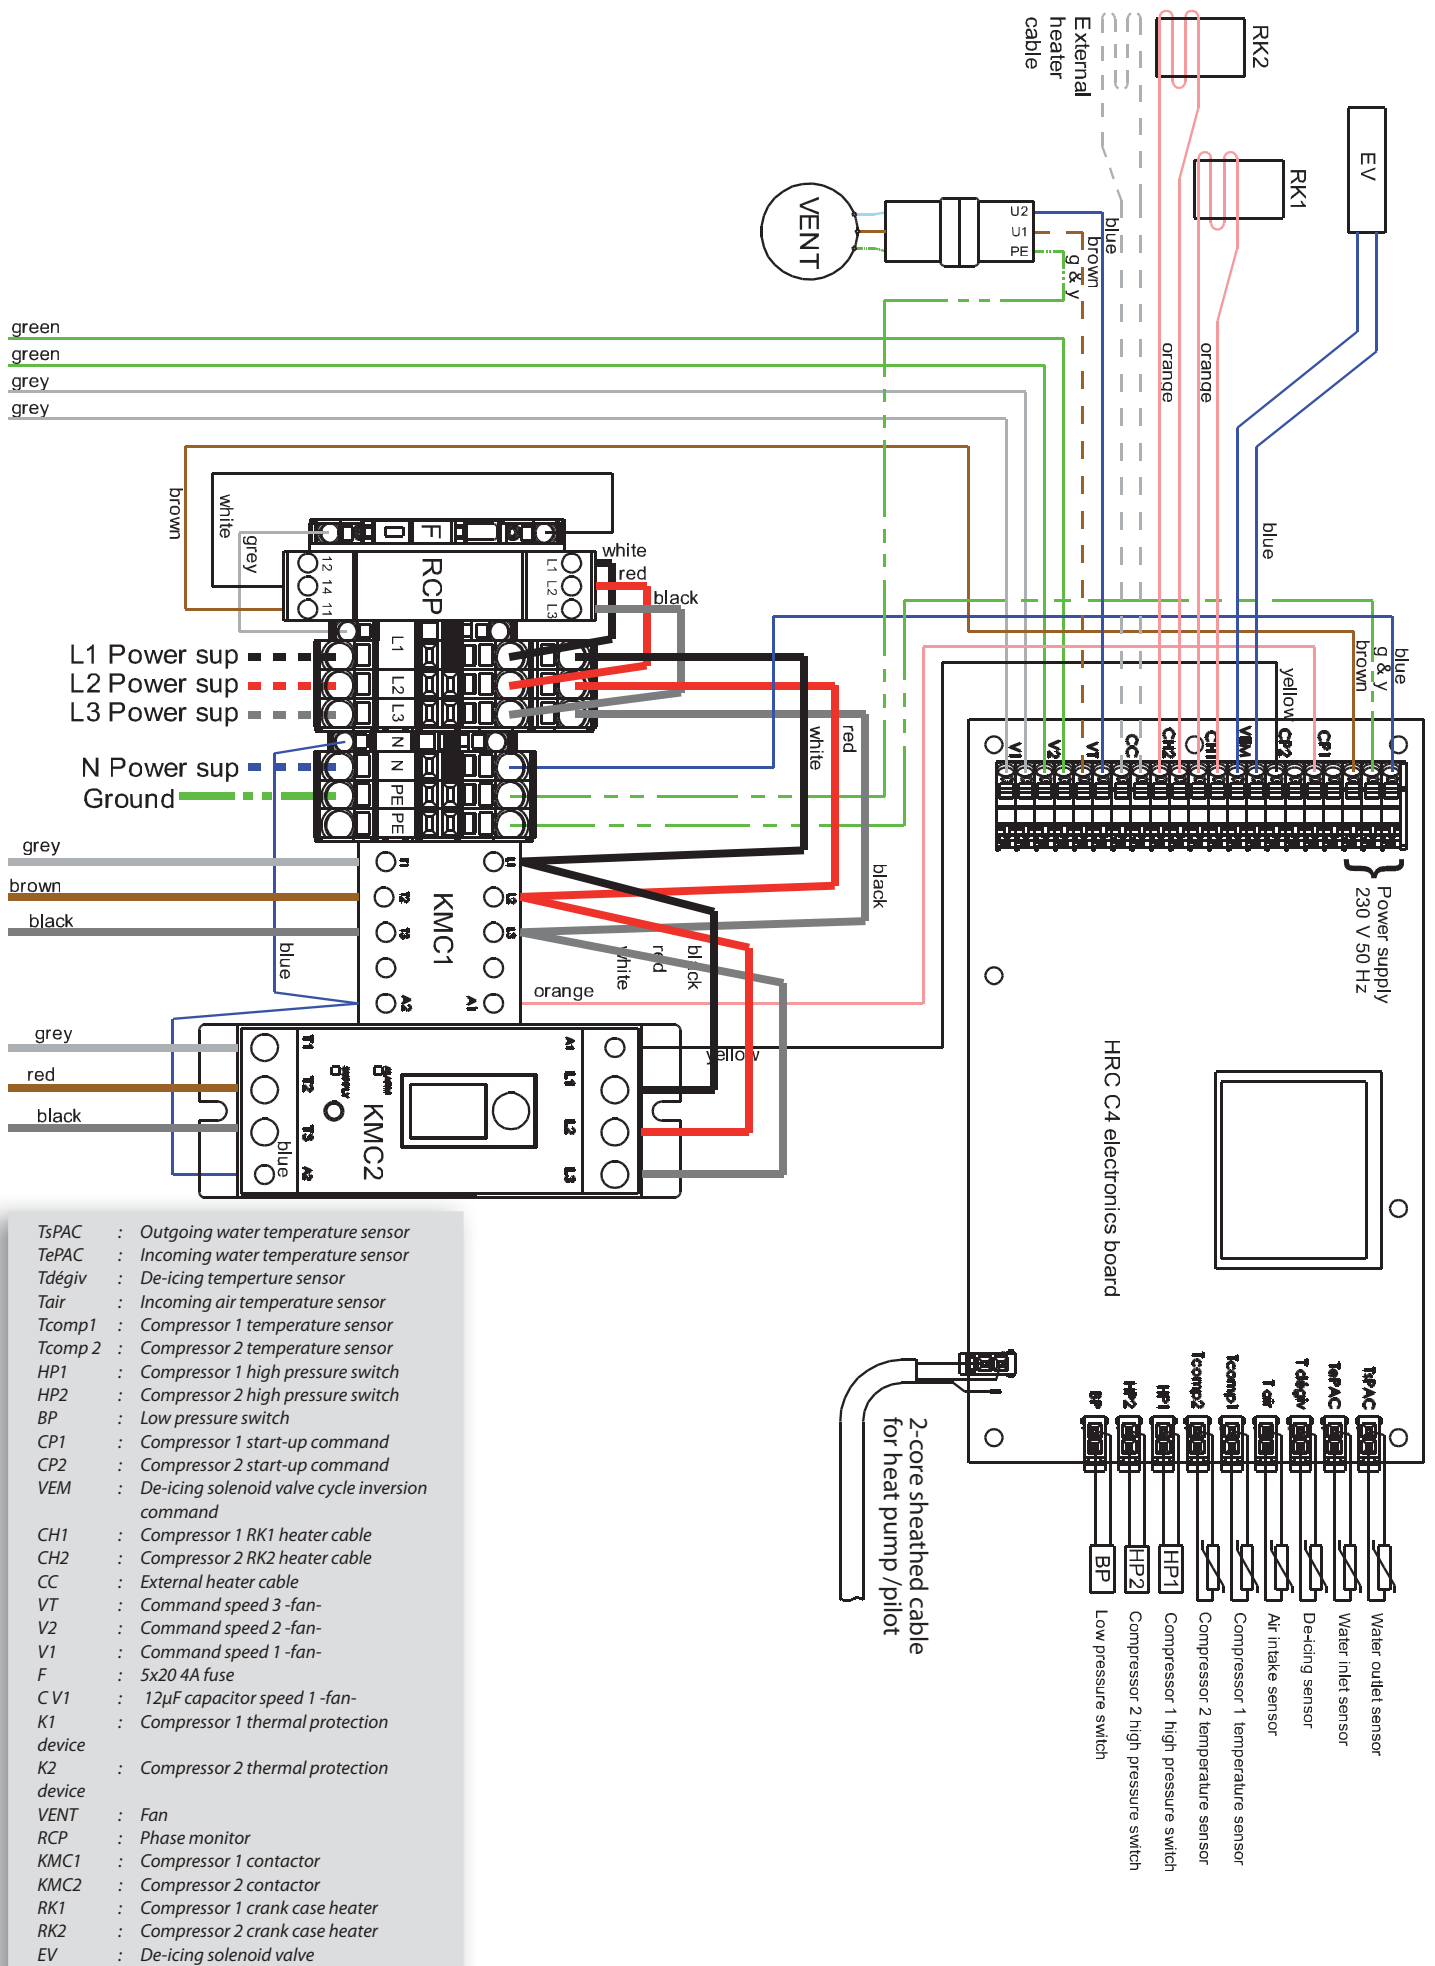 External
heater
cable
RK2
RK1
EV
VENT
U2
U1
PE
blue
brown
g & y
green
green
grey
grey
orange
orange
blue
brown
white
grey
F
RCP
12
14
11
L1
L2
L3
white
red
black
L1 Power sup
L2 Power sup
L3 Power sup
N Power sup
Ground
L1
L2
L3
N
N
PE
PE
white
red
black
yellow
brown
g & y
blue
V1
V2
VT
CC
CH2
CH1
VEM
CP2
CP1
Power supply
230 V 50 Hz
grey
brown
black
blue
T1
T2
T3
A2
KMC1
L1
L2
L3
A1
orange
white
red
black
yellow
grey
red
black
blue
T1
T2
T3
A2
SUPPLY
ALARM
KMC2
A1
L1
L2
L3
HRC C4 electronics board
2-core sheathed cable
for heat pump /pilot
BP
HP2
HP1
Tcomp2
Tcomp1
T air
T dégiv
TePAC
TsPAC
BP
HP2
HP1
Low pressure switch
Compressor 2 high pressure switch
Compressor 1 high pressure switch
Compressor 2 temperature sensor
Compressor 1 temperature sensor
Air intake sensor
De-icing sensor
Water inlet sensor
Water outlet sensor
TsPAC : Outgoing water temperature sensor
TePAC : Incoming water temperature sensor
Tdégiv : De-icing temperture sensor
Tair : Incoming air temperature sensor
Tcomp1 : Compressor 1 temperature sensor
Tcomp 2 : Compressor 2 temperature sensor
HP1 : Compressor 1 high pressure switch
HP2 : Compressor 2 high pressure switch
BP : Low pressure switch
CP1 : Compressor 1 start-up command
CP2 : Compressor 2 start-up command
VEM : De-icing solenoid valve cycle inversion
command
CH1 : Compressor 1 RK1 heater cable
CH2 : Compressor 2 RK2 heater cable
CC : External heater cable
VT : Command speed 3 -fan-
V2 : Command speed 2 -fan-
V1 : Command speed 1 -fan-
F : 5x20 4A fuse
C V1 : 12µF capacitor speed 1 -fan-
K1 : Compressor 1 thermal protection
device
K2 : Compressor 2 thermal protection
device
VENT : Fan
RCP : Phase monitor
KMC1 : Compressor 1 contactor
KMC2 : Compressor 2 contactor
RK1 : Compressor 1 crank case heater
RK2 : Compressor 2 crank case heater
EV : De-icing solenoid valve